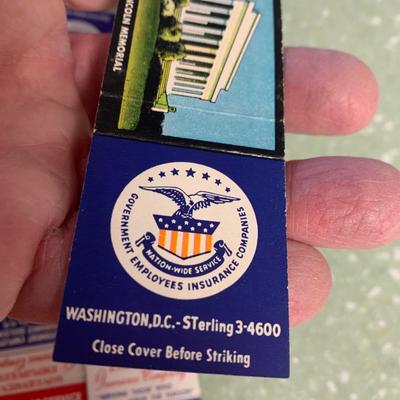 LINCOLN MEMORIAL
GOVERNMENT EMPLOYEES INSURANCE COMPANIES
NATION-WIDE SERVICE
WASHINGTON, D.C. - STerling 3-4600
Close Cover Before Striking